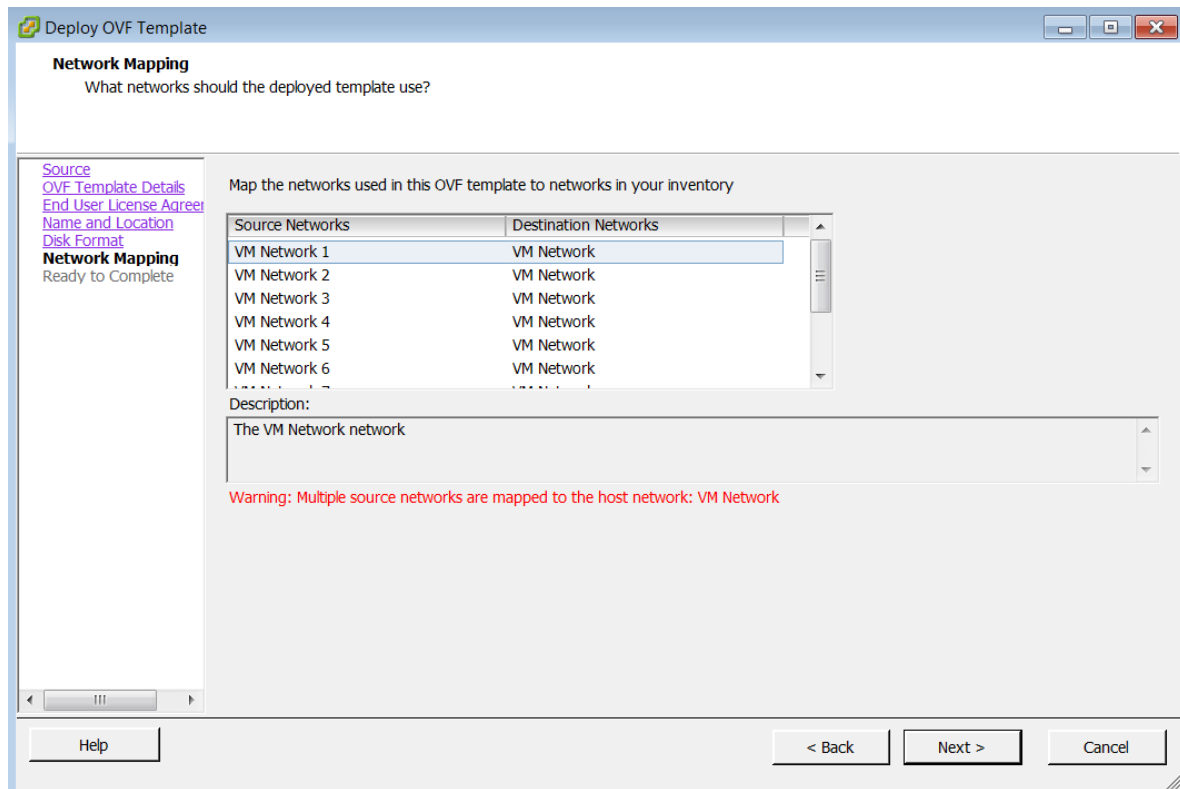 Deploy OVF Template
Network Mapping
What networks should the deployed template use?
Source
OVF Template Details
End User License Agreer
Name and Location
Disk Format
Network Mapping
Ready to Complete
Map the networks used in this OVF template to networks in your inventory
Source Networks Destination Networks
VM Network 1 VM Network
VM Network 2 VM Network
VM Network 3 VM Network
VM Network 4 VM Network
VM Network 5 VM Network
VM Network 6 VM Network
Description:
The VM Network network
Warning: Multiple source networks are mapped to the host network: VM Network
Help < Back Next > Cancel